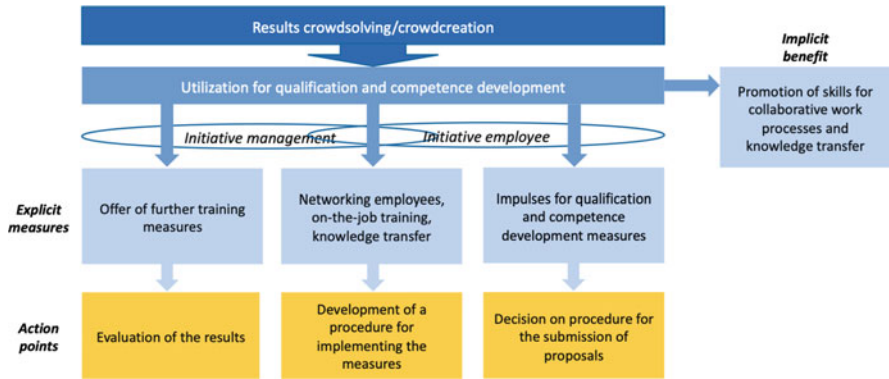 Results crowdsolving/crowdcreation
Implicit
benefit
Utilization for qualification and competence development
Promotion of skills for
collaborative work
processes and
knowledge transfer
Initiative management
Initiative employee
Explicit
measures
Offer of further training
measures
Networking employees,
on-the-job training,
knowledge transfer
Impulses for qualification
and competence
development measures
Action
points
Evaluation of the results
Development of a
procedure for
implementing the
measures
Decision on procedure for
the submission of
proposals